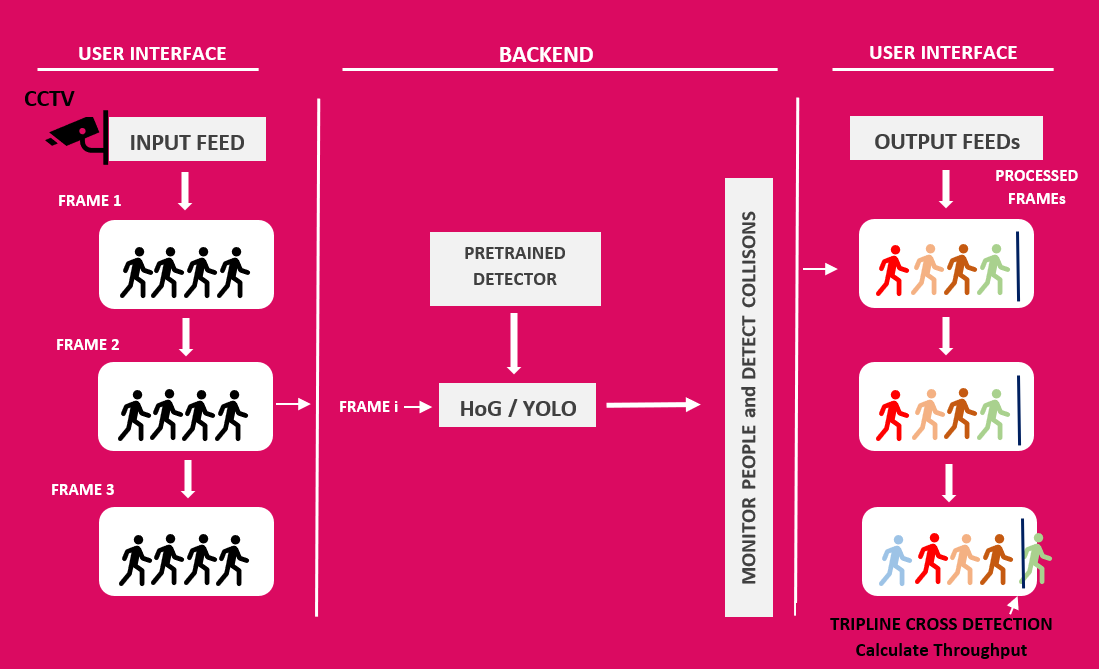 USER INTERFACE
CCTV
INPUT FEED
FRAME 1
FRAME 2
FRAME 3
BACKEND
PRETRAINED
DETECTOR
FRAME i
HoG / YOLO
MONITOR PEOPLE and DETECT COLLISONS
USER INTERFACE
OUTPUT FEEDs
PROCESSED
FRAMEs
TRIPLINE CROSS DETECTION
Calculate Throughput